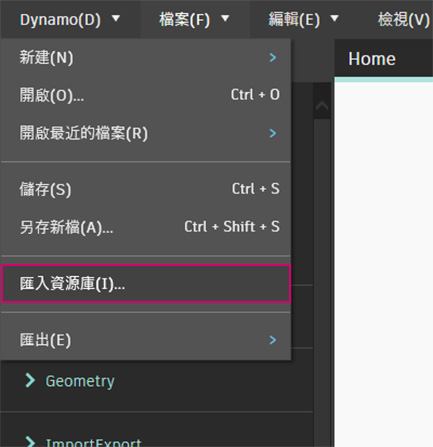 Dynamo(D) 檔案(F) 編輯(E) 檢視(V)
新建(N)
Home
開啟(O)... Ctrl + O
開啟最近的檔案(R)
儲存(S) Ctrl + S
另存新檔(A)... Ctrl + Shift + S
匯入資源庫(I)...
匯出(E)
Geometry
ImportExport